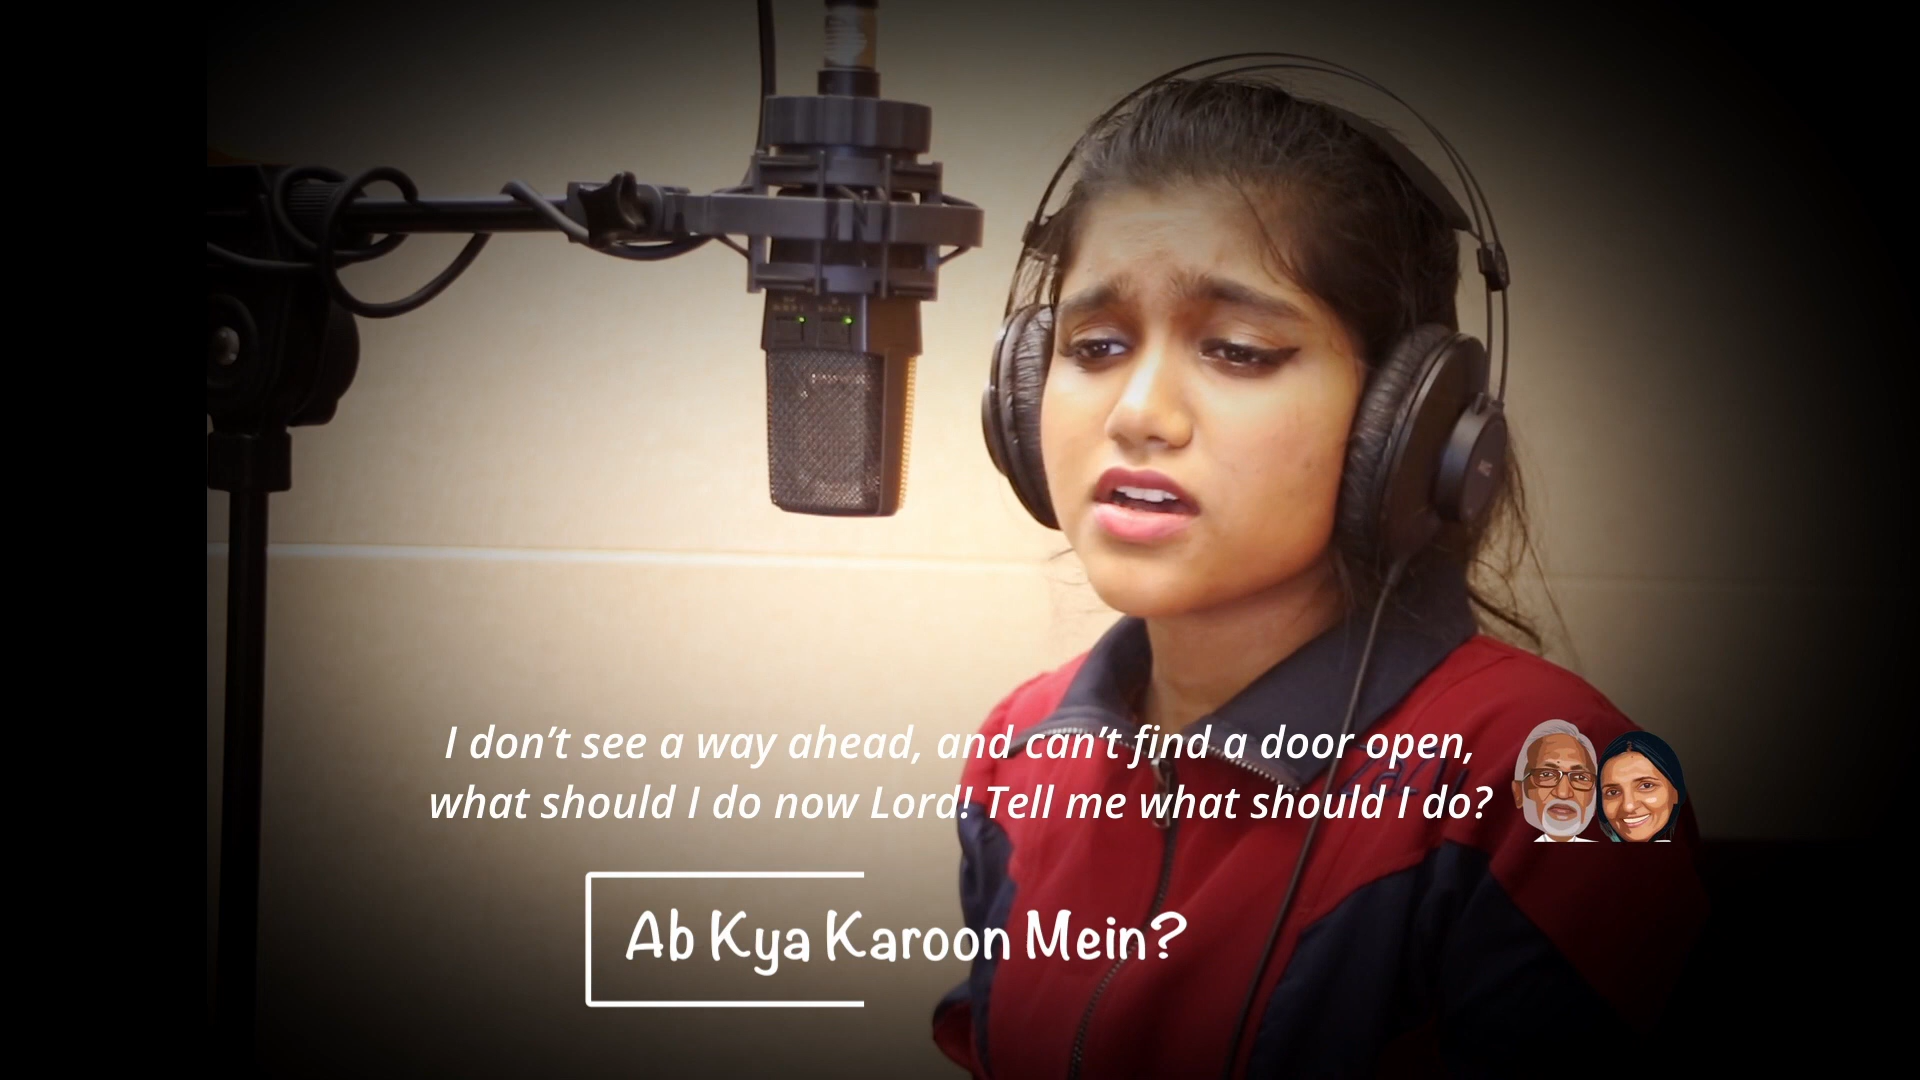 I don’t see a way ahead, and can’t find a door open,
what should I do now Lord! Tell me what should I do?
Ab Kya Karoon Mein?